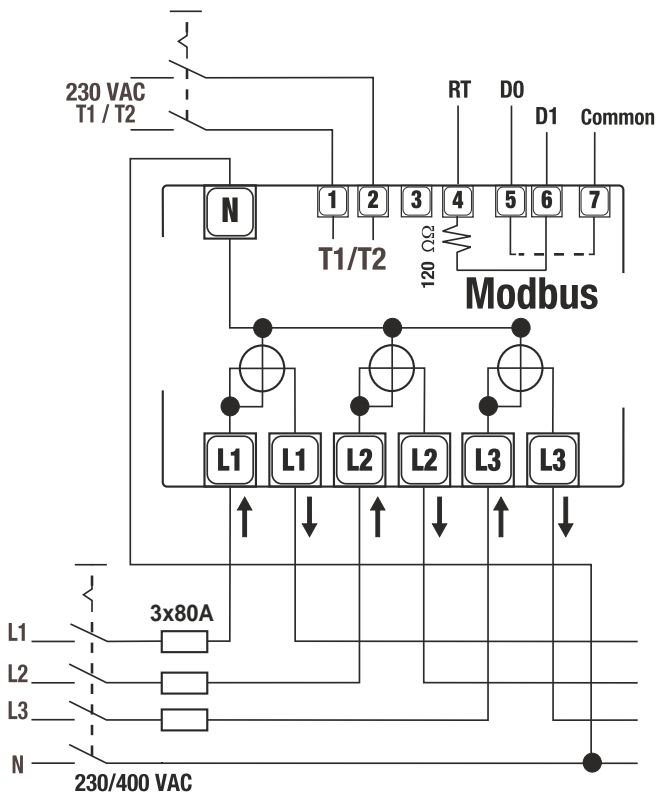 230 VAC
T1 / T2
RT
D0
D1
Common
N
1
2
3
4
5
6
7
T1/T2
120 ΩΩ
Modbus
L1
L1
L2
L2
L3
L3
3x80A
L1
L2
L3
N
230/400 VAC